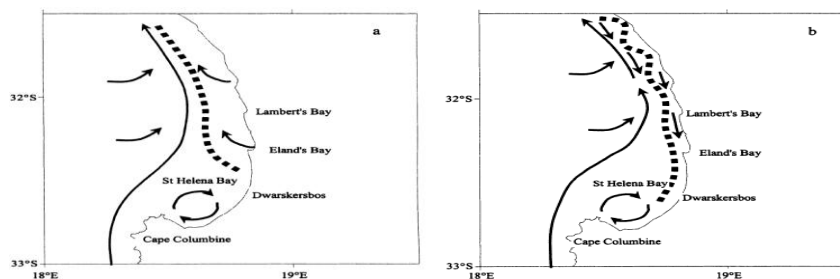 a
32°S
Lambert's Bay
Eland's Bay
St Helena Bay
Dwarskersbos
Cape Columbine
33°S
18°E
19°E
b
32°S
Lambert's Bay
Eland's Bay
St Helena Bay
Dwarskersbos
Cape Columbine
33°S
18°E
19°E